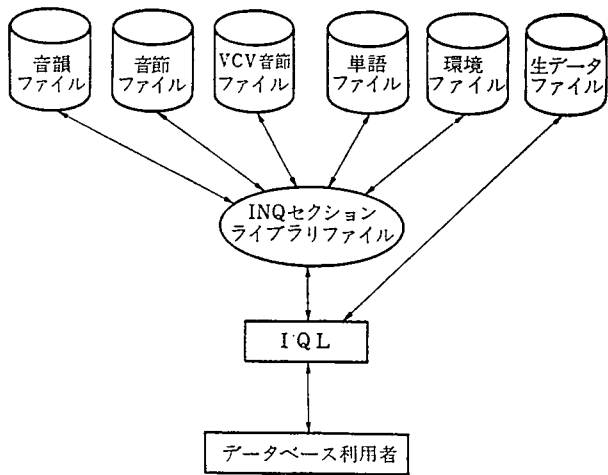 音韻
ファイル
音節
ファイル
VCV音節
ファイル
単語
ファイル
環境
ファイル
生データ
ファイル
INQセクション
ライブラリファイル
IQL
データベース利用者